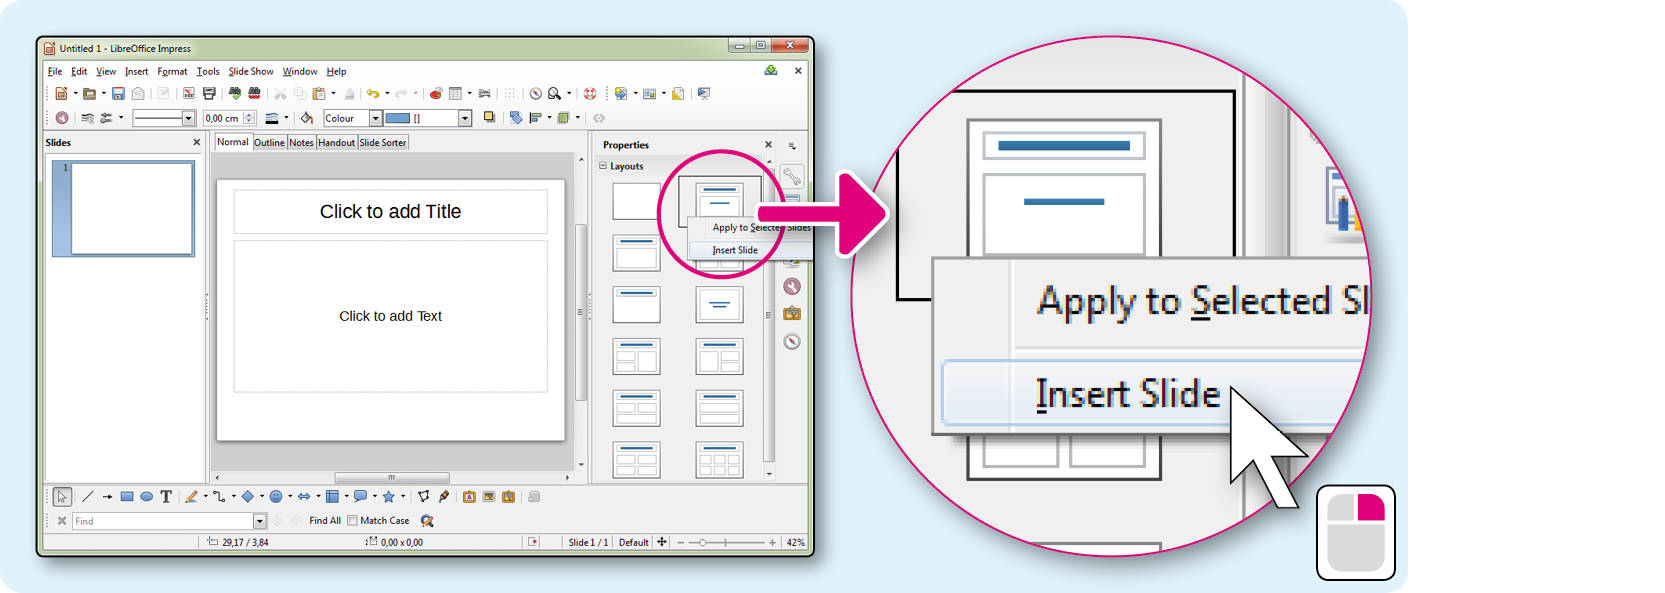 Untitled 1 - LibreOffice Impress
File Edit View Insert Format Tools Slide Show Window Help
0,00 cm Colour []
Slides
Normal Outline Notes Handout Slide Sorter
Properties
Layouts
1
Click to add Title
Click to add Text
Apply to Selected Slides
Insert Slide
Apply to Selected Sl
Insert Slide
T
Find Find All Match Case
29,17 / 3,84 0,00 x 0,00 Slide 1 / 1 Default 42%